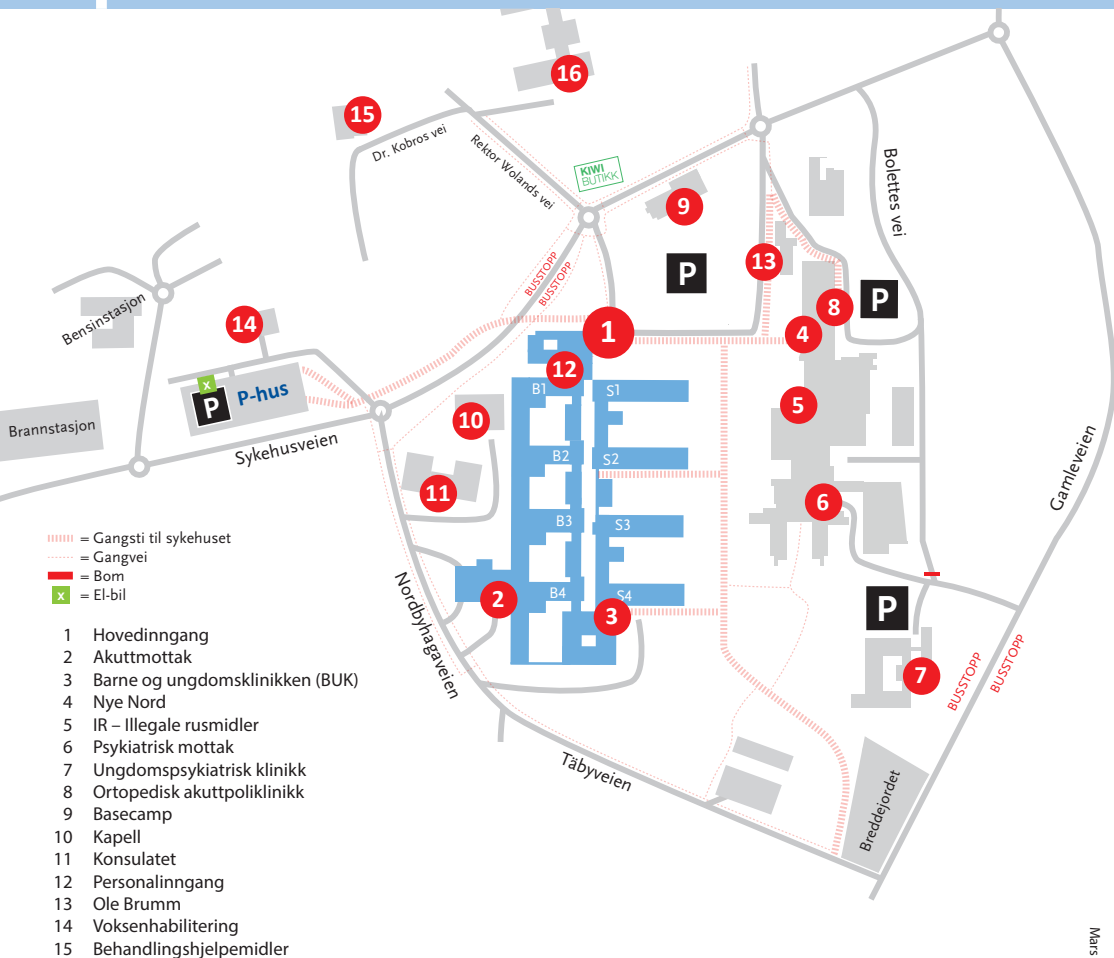 16
15
Dr. Kobros vei
Rektor Wolands vei
KIWI
BUTIKK
Bolettes vei
9
P
13
BUSSTOPP
BUSSTOPP
8
P
Bensinstasjon
14
1
4
12
x
P
P-hus
B1
S1
5
Brannstasjon
Sykehusveien
10
B2
S2
Gamleveien
11
6
B3
S3
= Gangsti til sykehuset
= Gangvei
= Bom
x = El-bil
Nordbyhagaveien
2
B4
S4
3
P
BUSSTOPP
BUSSTOPP
7
Täbyveien
Breddejordet
1 Hovedinngang
2 Akuttmottak
3 Barne og ungdomsklinikken (BUK)
4 Nye Nord
5 IR – Illegale rusmidler
6 Psykiatrisk mottak
7 Ungdomspsykiatrisk klinikk
8 Ortopedisk akuttpoliklinikk
9 Basecamp
10 Kapell
11 Konsulatet
12 Personalinngang
13 Ole Brumm
14 Voksenhabilitering
15 Behandlingshjelpemidler
Mars